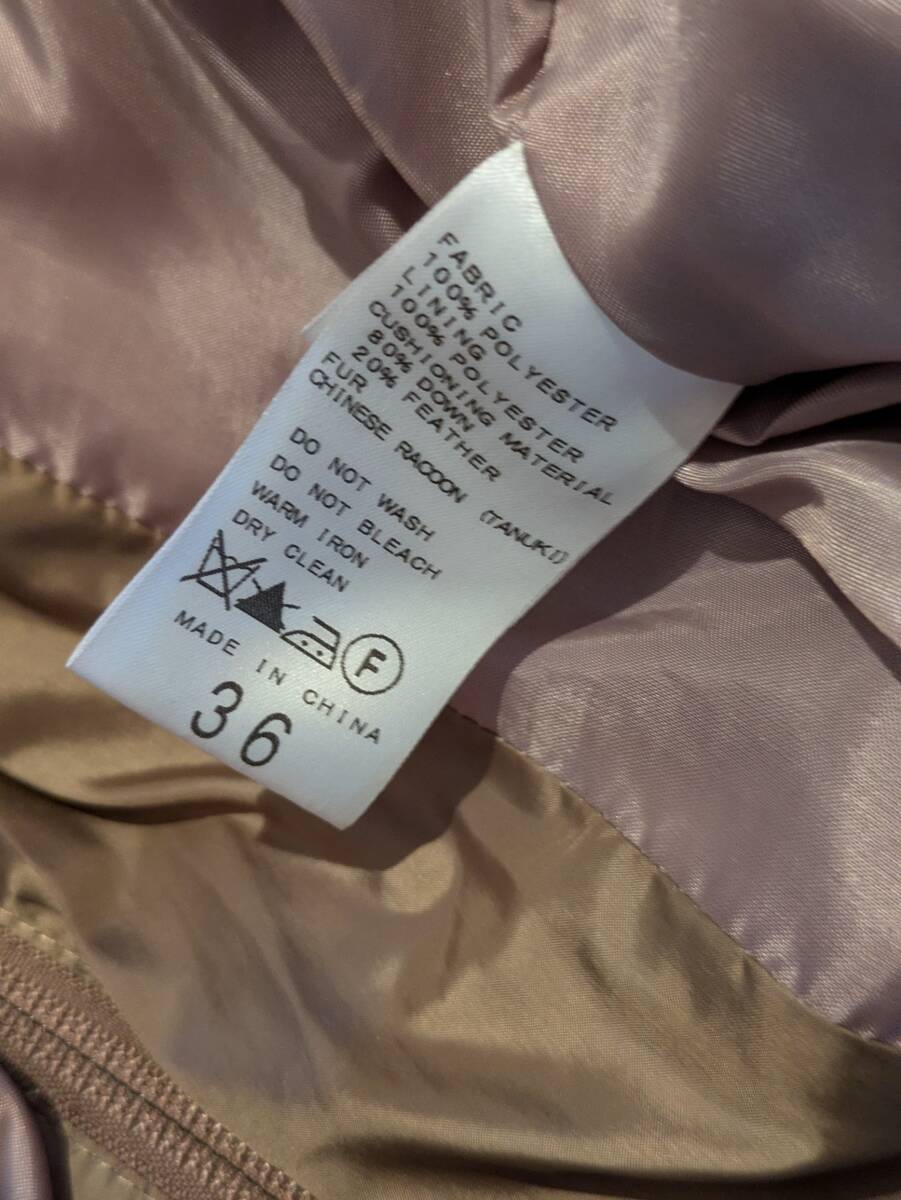 FABRIC
100% POLYESTER
LINING
100% POLYESTER
CUSHIONING MATERIAL
80% DOWN
20% FEATHER
FUR
CHINESE RACOON (TANUKI)
DO NOT WASH
DO NOT BLEACH
WARM IRON
DRY CLEAN
F
MADE IN CHINA
36